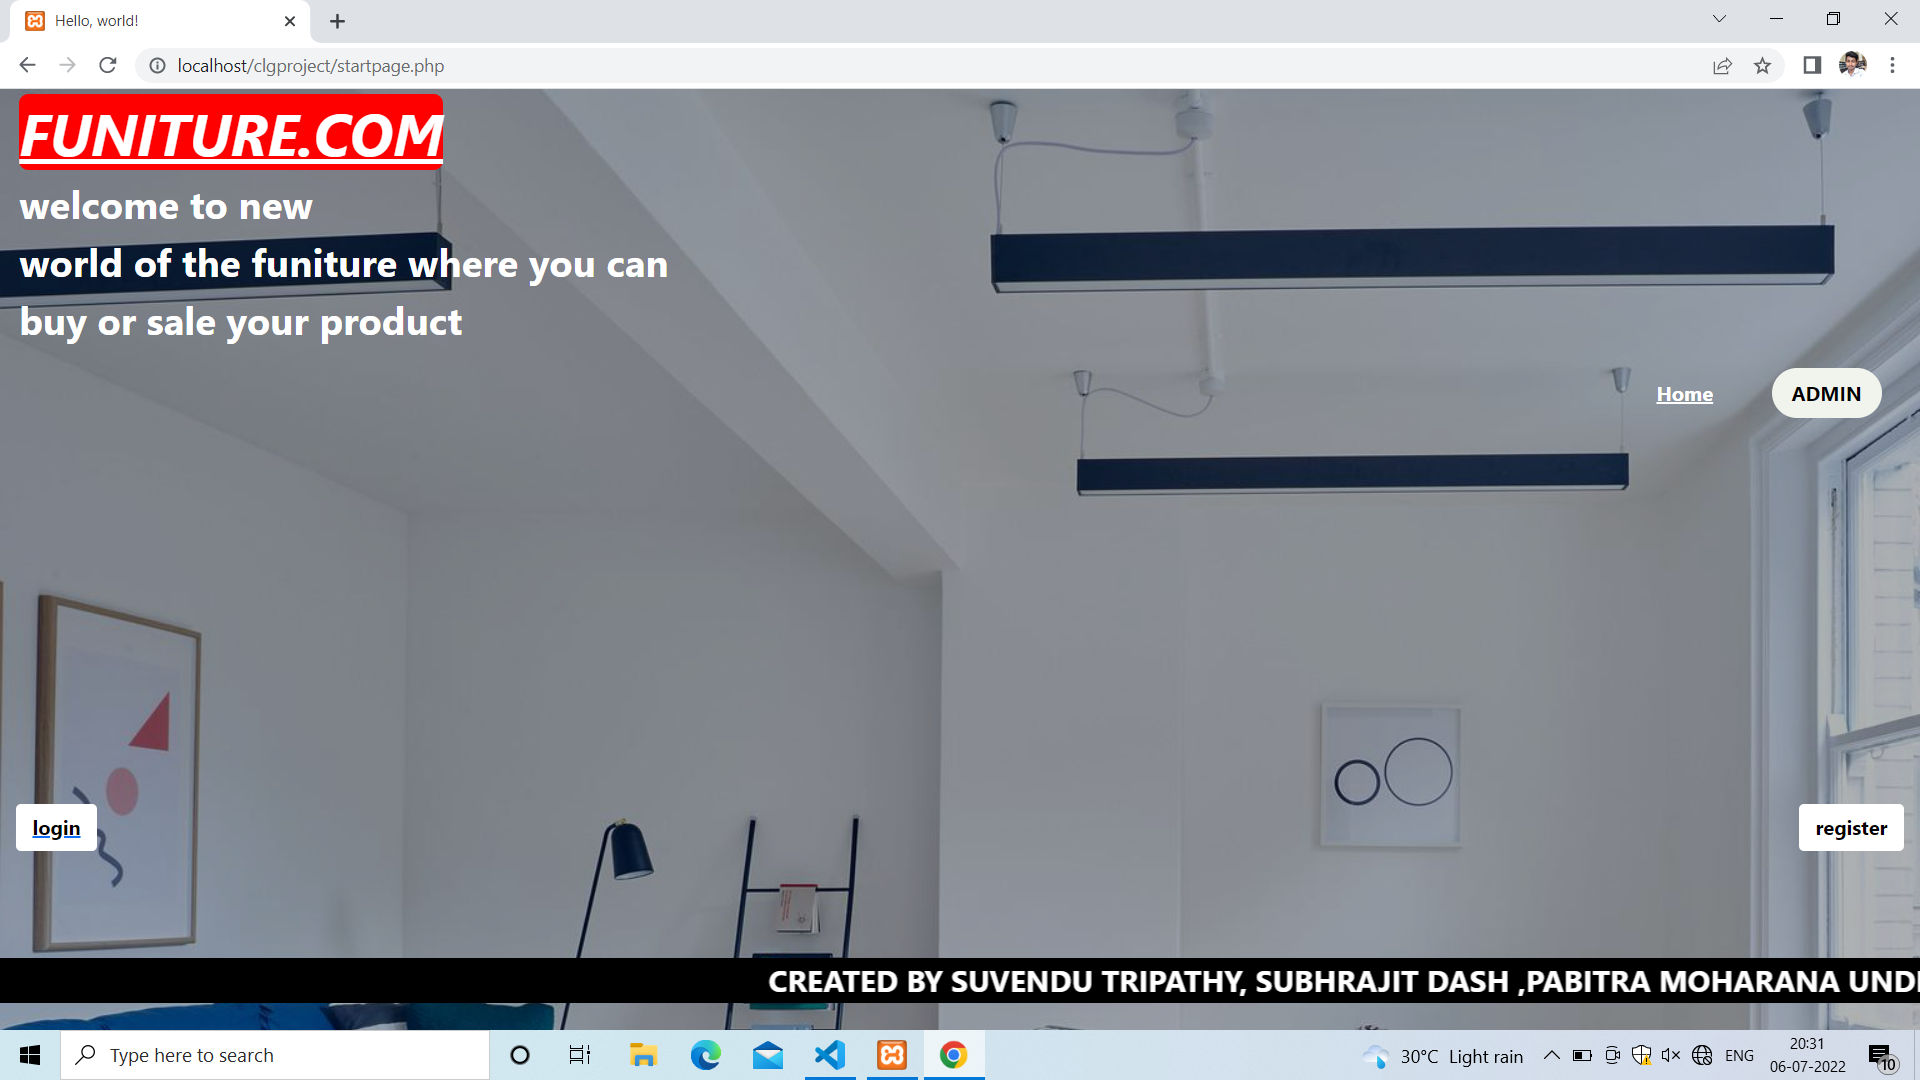 Hello, world!
localhost/clgproject/startpage.php
FUNITURE.COM
welcome to new
world of the funiture where you can
buy or sale your product
Home
ADMIN
login
register
CREATED BY SUVENDU TRIPATHY, SUBHRAJIT DASH ,PABITRA MOHARANA UND
Type here to search
30°C Light rain
ENG
20:31
06-07-2022
10